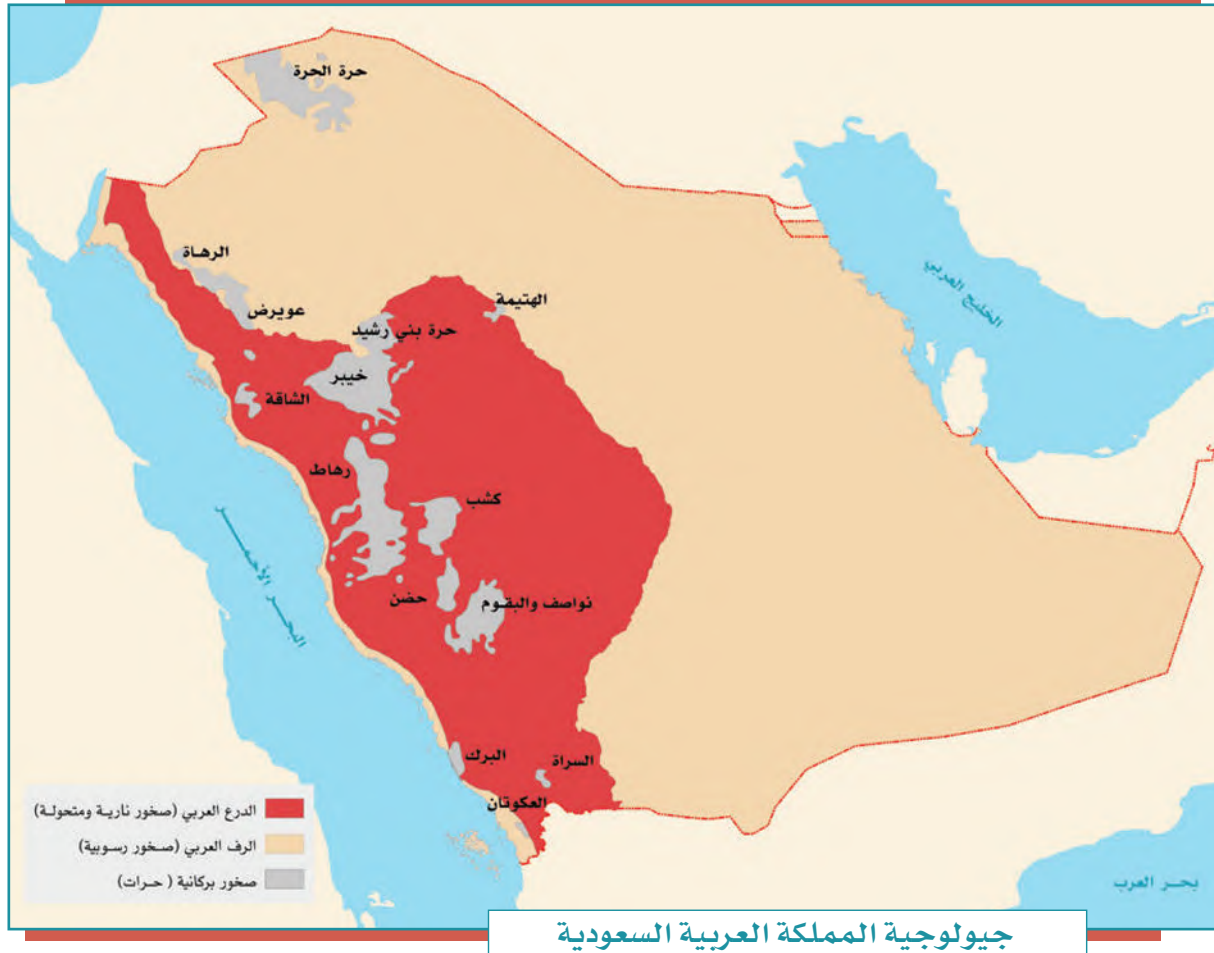 حرة الحرة
الرهاة
عويرض
الهتيمة
حرة بني رشيد
خيبر
الشاقة
رهاط
كشب
حضن
نواصف والبقوم
البرك
السراة
العكوتان
الخليج العربي
البحر الأحمر
بحر العرب
الدرع العربي (صخور نارية ومتحولة)
الرف العربي (صخور رسوبية)
صخور بركانية ( حرات)
جيولوجية المملكة العربية السعودية